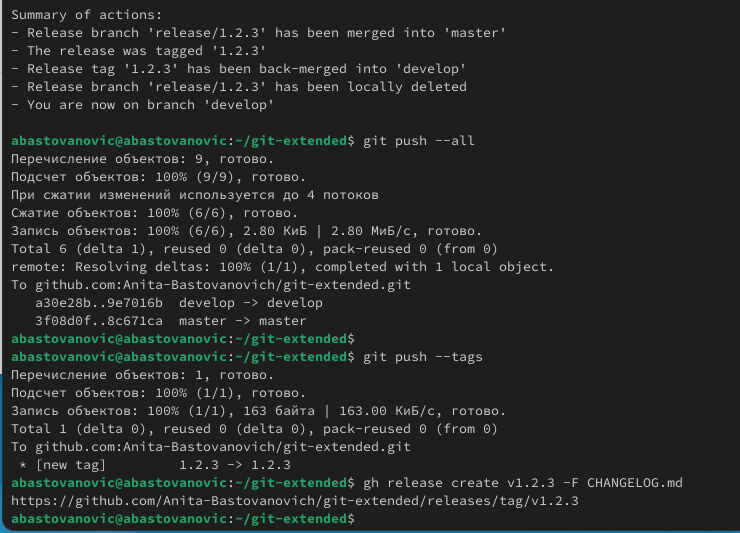 Summary of actions:
- Release branch 'release/1.2.3' has been merged into 'master'
- The release was tagged '1.2.3'
- Release tag '1.2.3' has been back-merged into 'develop'
- Release branch 'release/1.2.3' has been locally deleted
- You are now on branch 'develop'
abastovanovic@abastovanovic:~/git-extended$ git push --all
Перечисление объектов: 9, готово.
Подсчет объектов: 100% (9/9), готово.
При сжатии изменений используется до 4 потоков
Сжатие объектов: 100% (6/6), готово.
Запись объектов: 100% (6/6), 2.80 КиБ | 2.80 МиБ/с, готово.
Total 6 (delta 1), reused 0 (delta 0), pack-reused 0 (from 0)
remote: Resolving deltas: 100% (1/1), completed with 1 local object.
To github.com:Anita-Bastovanovich/git-extended.git
   a30e28b..9e7016b  develop -> develop
   3f08d0f..8c671ca  master -> master
abastovanovic@abastovanovic:~/git-extended$
abastovanovic@abastovanovic:~/git-extended$ git push --tags
Перечисление объектов: 1, готово.
Подсчет объектов: 100% (1/1), готово.
Запись объектов: 100% (1/1), 163 байта | 163.00 КиБ/с, готово.
Total 1 (delta 0), reused 0 (delta 0), pack-reused 0 (from 0)
To github.com:Anita-Bastovanovich/git-extended.git
 * [new tag]         1.2.3 -> 1.2.3
abastovanovic@abastovanovic:~/git-extended$ gh release create v1.2.3 -F CHANGELOG.md
https://github.com/Anita-Bastovanovich/git-extended/releases/tag/v1.2.3
abastovanovic@abastovanovic:~/git-extended$